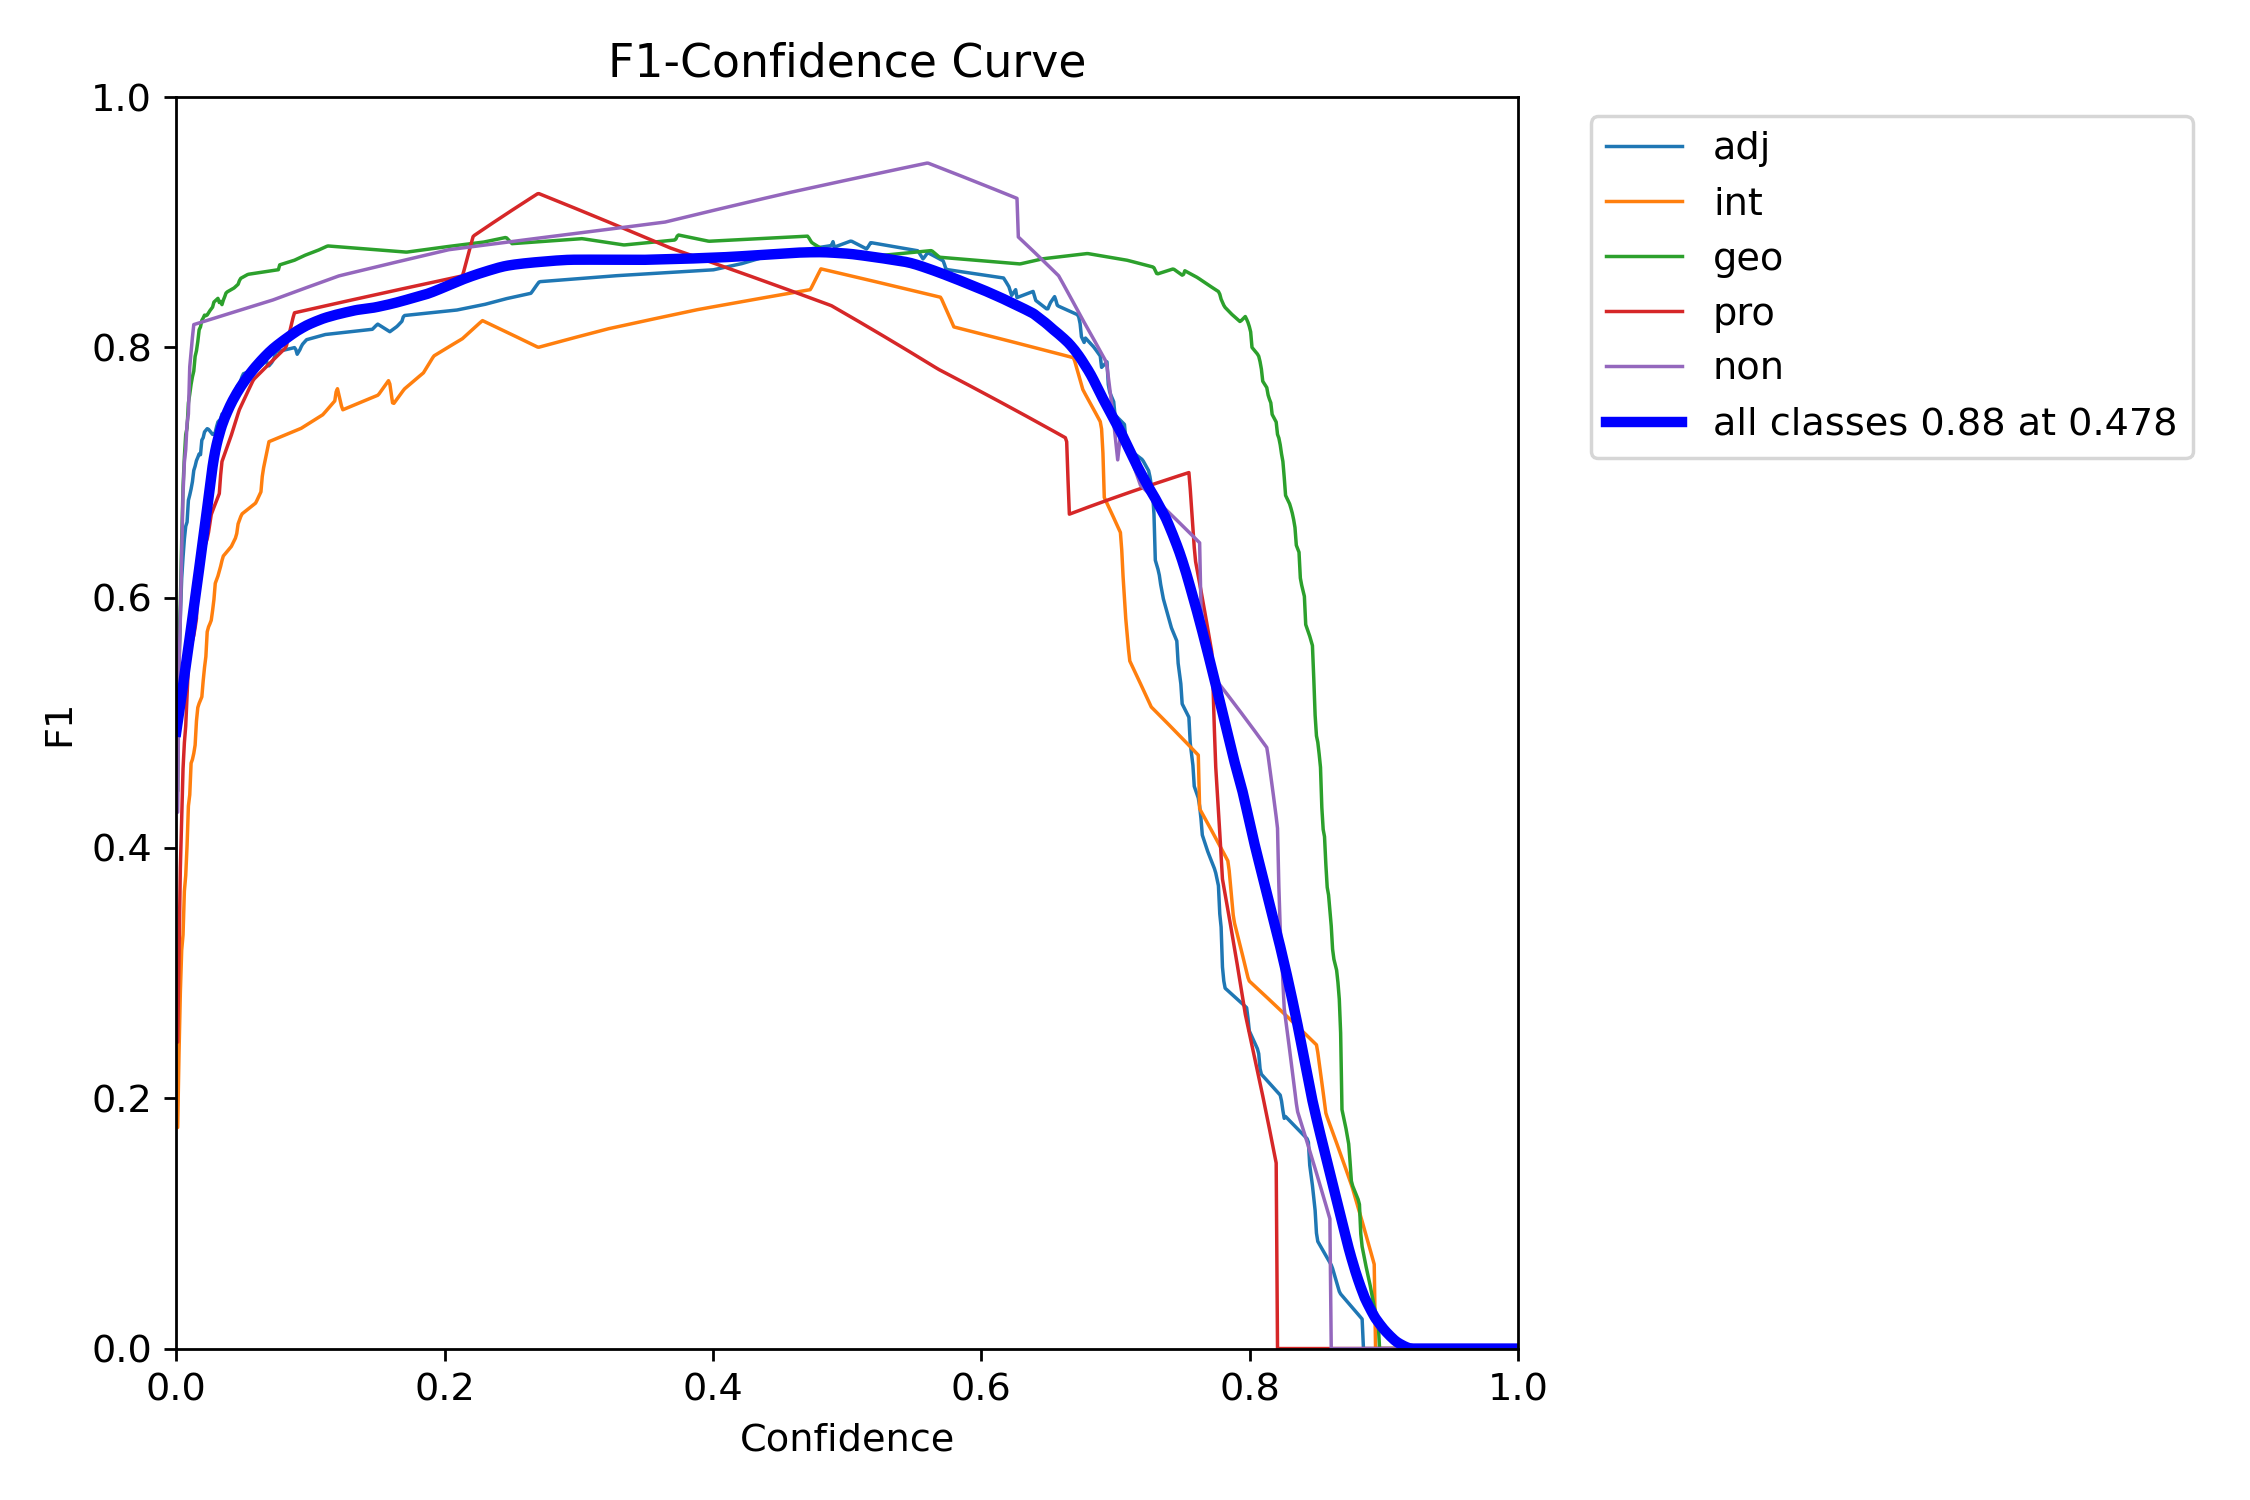 F1-Confidence Curve
1.0
0.8
0.6
0.4
0.2
0.0
F1
0.0 0.2 0.4 0.6 0.8 1.0
Confidence
adj
int
geo
pro
non
all classes 0.88 at 0.478